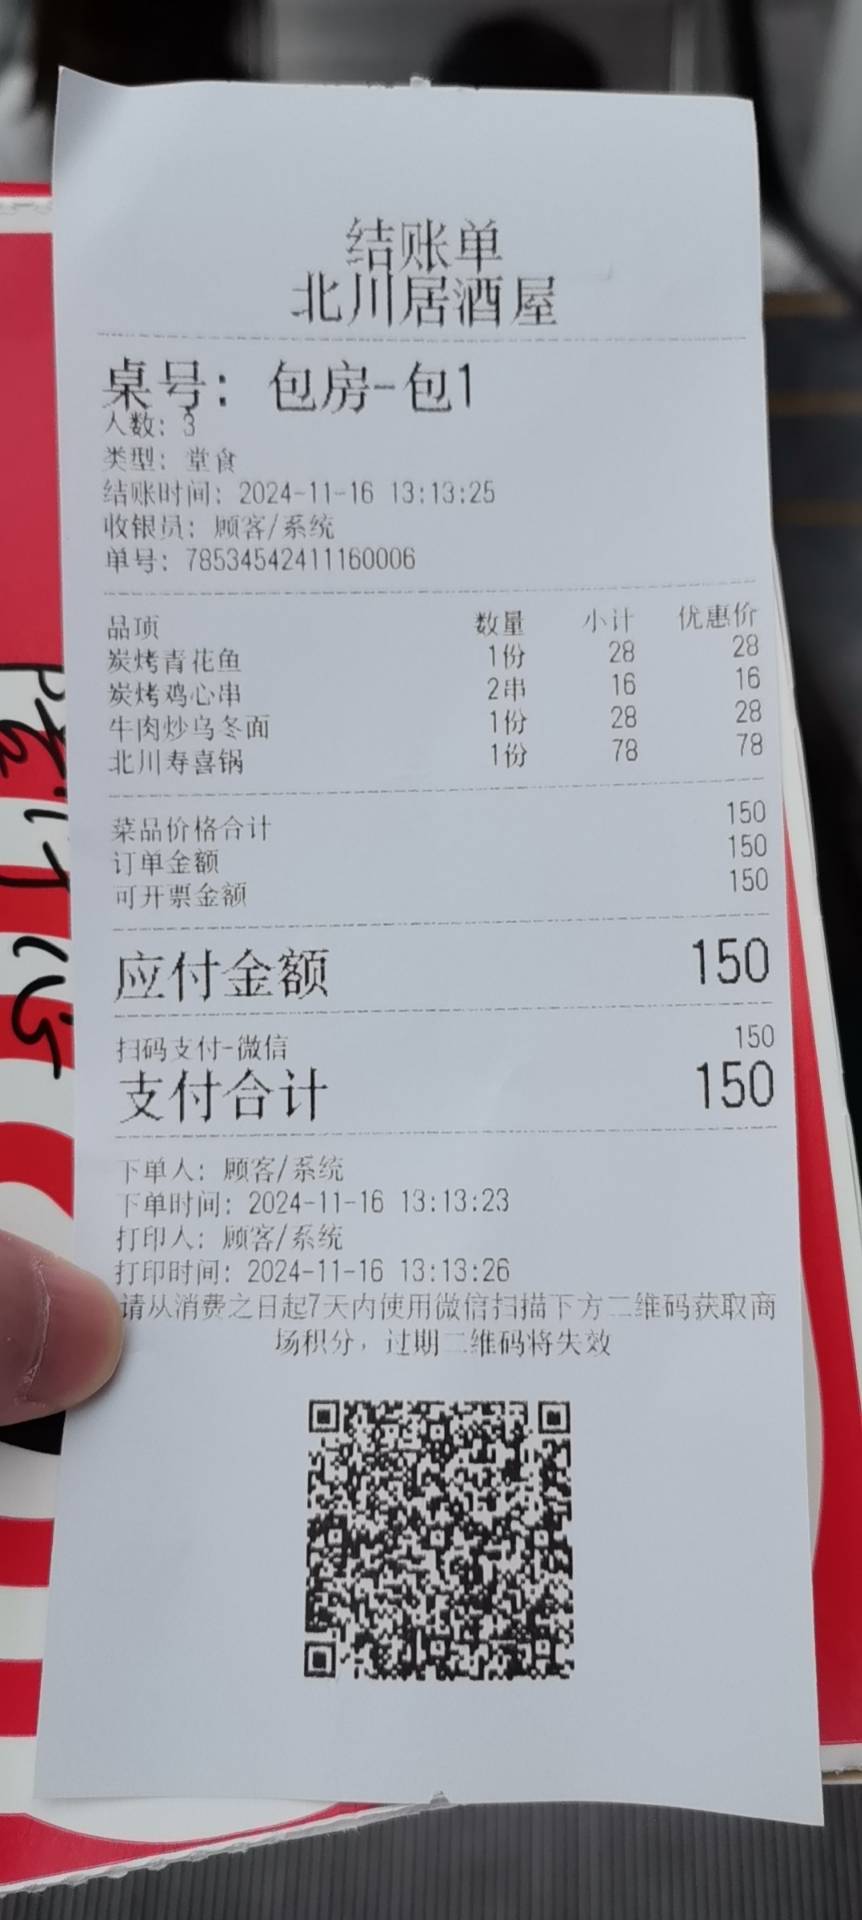 结账单
北川居酒屋
桌号：包房-包1
人数：3
类型：堂食
结账时间：2024-11-16 13:13:25
收银员：顾客/系统
单号：78534542411160006
品项 数量 小计 优惠价
炭烤青花鱼 1份 28 28
炭烤鸡心串 2串 16 16
牛肉炒乌冬面 1份 28 28
北川寿喜锅 1份 78 78
菜品价格合计 150
订单金额 150
可开票金额 150
应付金额 150
扫码支付-微信 150
支付合计 150
下单人：顾客/系统
下单时间：2024-11-16 13:13:23
打印人：顾客/系统
打印时间：2024-11-16 13:13:26
请从消费之日起7天内使用微信扫描下方二维码获取商
场积分，过期二维码将失效